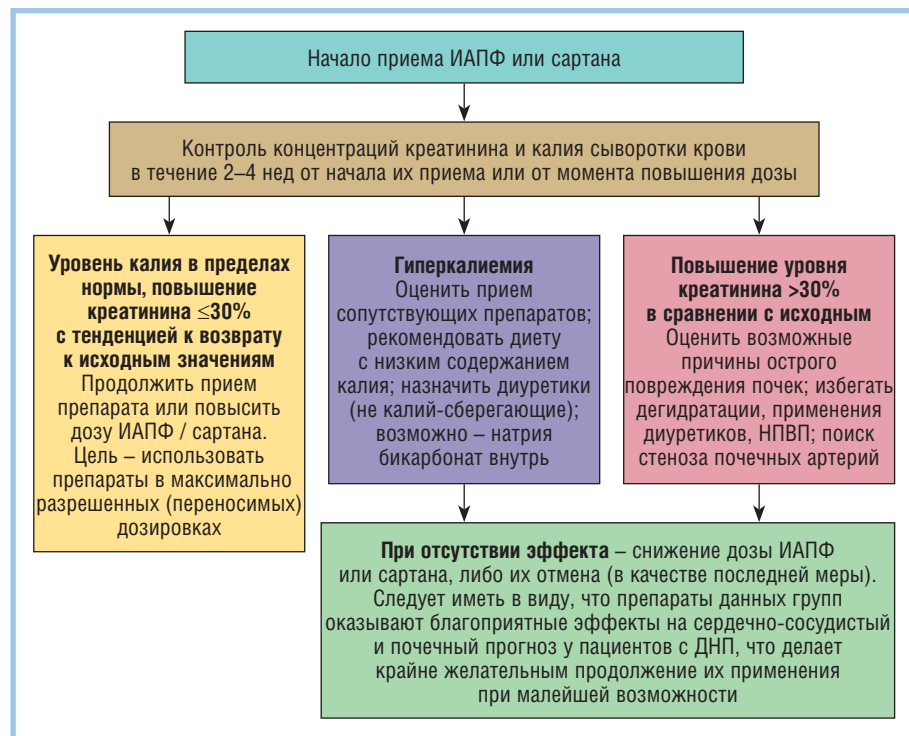 Начало приема ИАПФ или сартана
Контроль концентраций креатинина и калия сыворотки крови
в течение 2–4 нед от начала их приема или от момента повышения дозы
Уровень калия в пределах
нормы, повышение
креатинина ≤30%
с тенденцией к возврату
к исходным значениям
Продолжить прием
препарата или повысить
дозу ИАПФ / сартана.
Цель – использовать
препараты в максимально
разрешенных (переносимых)
дозировках
Гиперкалиемия
Оценить прием
сопутствующих препаратов;
рекомендовать диету
с низким содержанием
калия; назначить диуретики
(не калий-сберегающие);
возможно – натрия
бикарбонат внутрь
Повышение уровня
креатинина >30%
в сравнении с исходным
Оценить возможные
причины острого
повреждения почек; избегать
дегидратации, применения
диуретиков, НПВП; поиск
стеноза почечных артерий
При отсутствии эффекта – снижение дозы ИАПФ
или сартана, либо их отмена (в качестве последней меры).
Следует иметь в виду, что препараты данных групп
оказывают благоприятные эффекты на сердечно-сосудистый
и почечный прогноз у пациентов с ДНП, что делает
крайне желательным продолжение их применения
при малейшей возможности